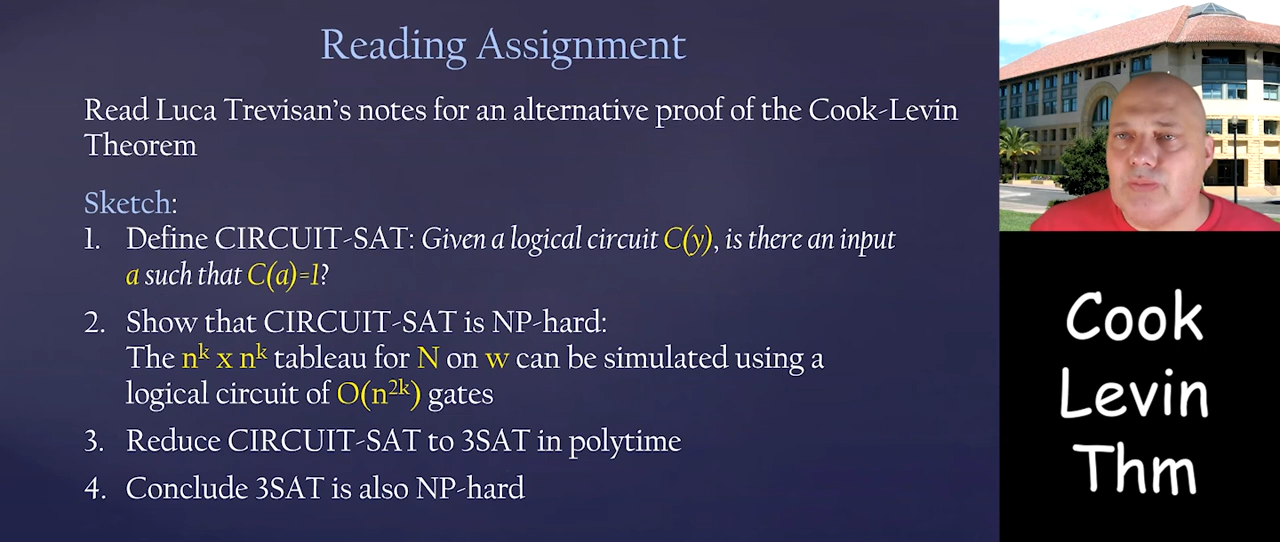 Reading Assignment
Read Luca Trevisan's notes for an alternative proof of the Cook-Levin
Theorem
Sketch:
1. Define CIRCUIT-SAT: Given a logical circuit C(y), is there an input
a such that C(a)=1?
2. Show that CIRCUIT-SAT is NP-hard:
The nᵏ x nᵏ tableau for N on w can be simulated using a
logical circuit of O(n²ᵏ) gates
3. Reduce CIRCUIT-SAT to 3SAT in polytime
4. Conclude 3SAT is also NP-hard
Cook
Levin
Thm